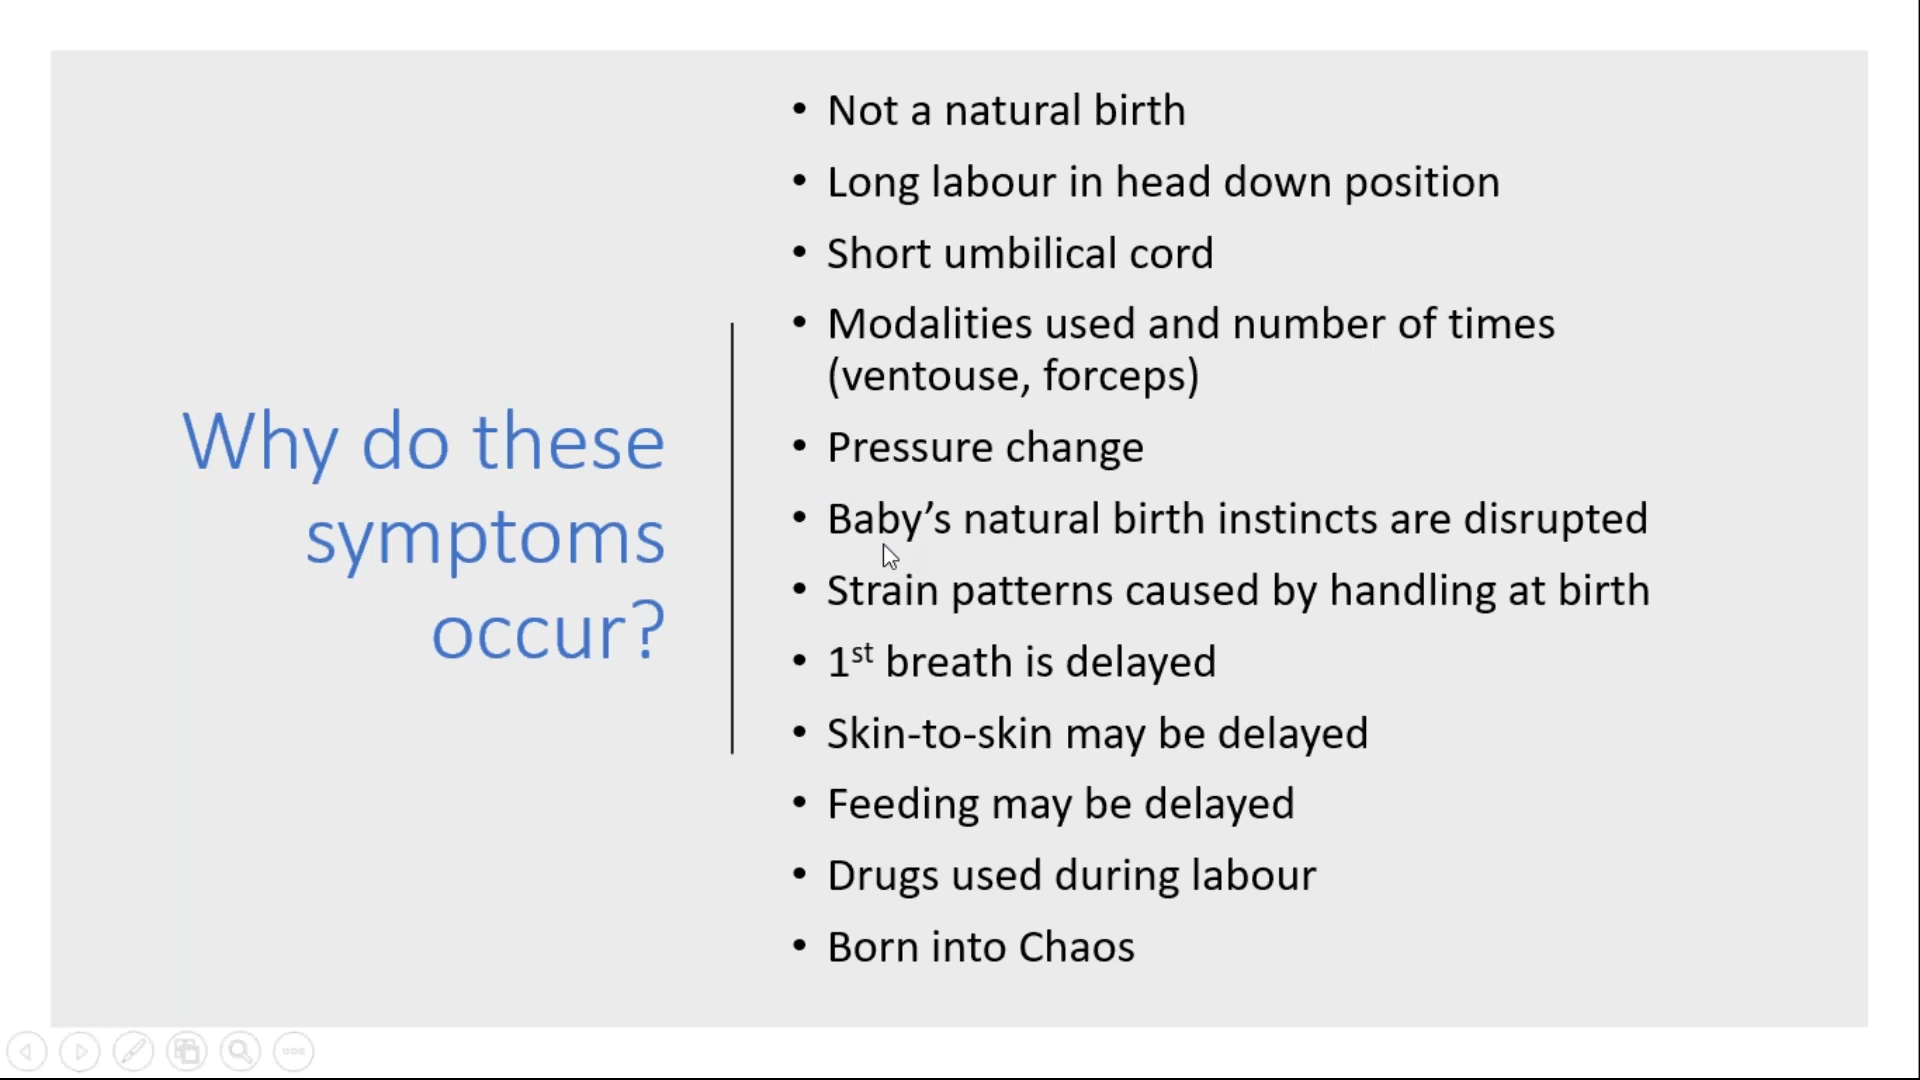 Why do these
symptoms
occur?
• Not a natural birth
• Long labour in head down position
• Short umbilical cord
• Modalities used and number of times
(ventouse, forceps)
• Pressure change
• Baby’s natural birth instincts are disrupted
• Strain patterns caused by handling at birth
• 1st breath is delayed
• Skin-to-skin may be delayed
• Feeding may be delayed
• Drugs used during labour
• Born into Chaos